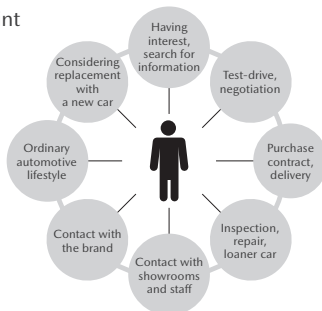 nt
Having
interest,
search for
information
Test-drive,
negotiation
Purchase
contract,
delivery
Inspection,
repair,
loaner car
Contact with
showrooms
and staff
Contact with
the brand
Ordinary
automotive
lifestyle
Considering
replacement
with
a new car